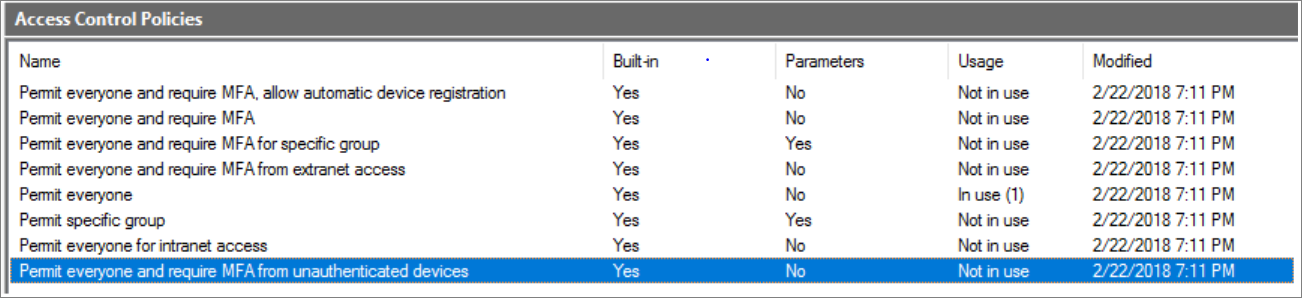 Access Control Policies
Name Built-in Parameters Usage Modified
Permit everyone and require MFA, allow automatic device registration Yes No Not in use 2/22/2018 7:11 PM
Permit everyone and require MFA Yes No Not in use 2/22/2018 7:11 PM
Permit everyone and require MFA for specific group Yes Yes Not in use 2/22/2018 7:11 PM
Permit everyone and require MFA from extranet access Yes No Not in use 2/22/2018 7:11 PM
Permit everyone Yes No In use (1) 2/22/2018 7:11 PM
Permit specific group Yes Yes Not in use 2/22/2018 7:11 PM
Permit everyone for intranet access Yes No Not in use 2/22/2018 7:11 PM
Permit everyone and require MFA from unauthenticated devices Yes No Not in use 2/22/2018 7:11 PM